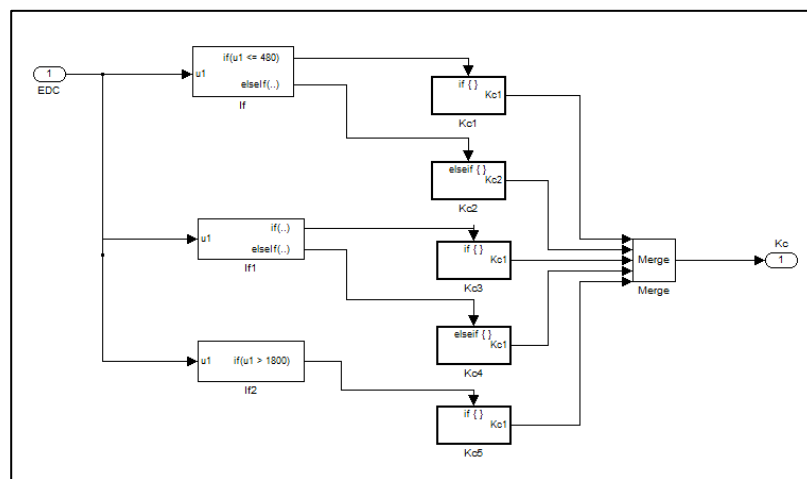 1
EDC
u1
if(u1 <= 480)
elseif(..)
If
if { }
Kc1
Kc1
elseif { }
Kc2
Kc2
u1
if(..)
elseif(..)
If1
if { }
Kc1
Kc3
elseif { }
Kc1
Kc4
u1
if(u1 > 1800)
If2
if { }
Kc1
Kc5
Merge
Merge
Kc
1